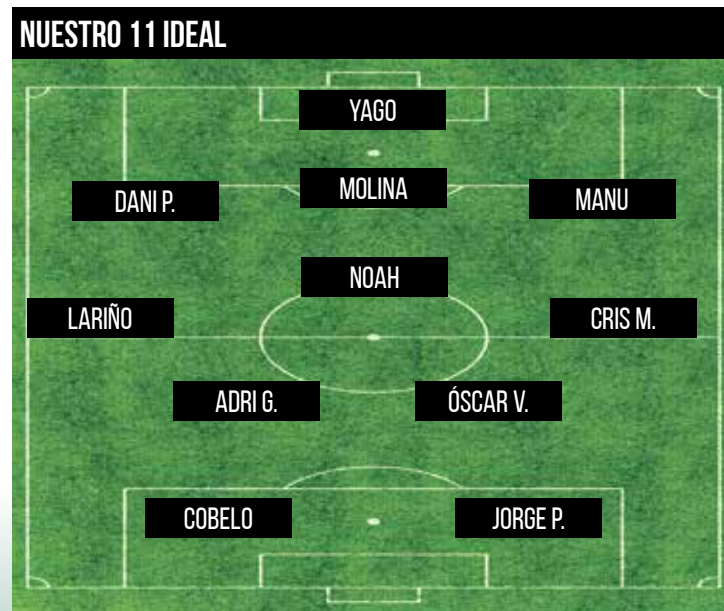 NUESTRO 11 IDEAL
YAGO
DANI P.
MOLINA
MANU
NOAH
LARIÑO
CRIS M.
ADRI G.
ÓSCAR V.
COBELO
JORGE P.